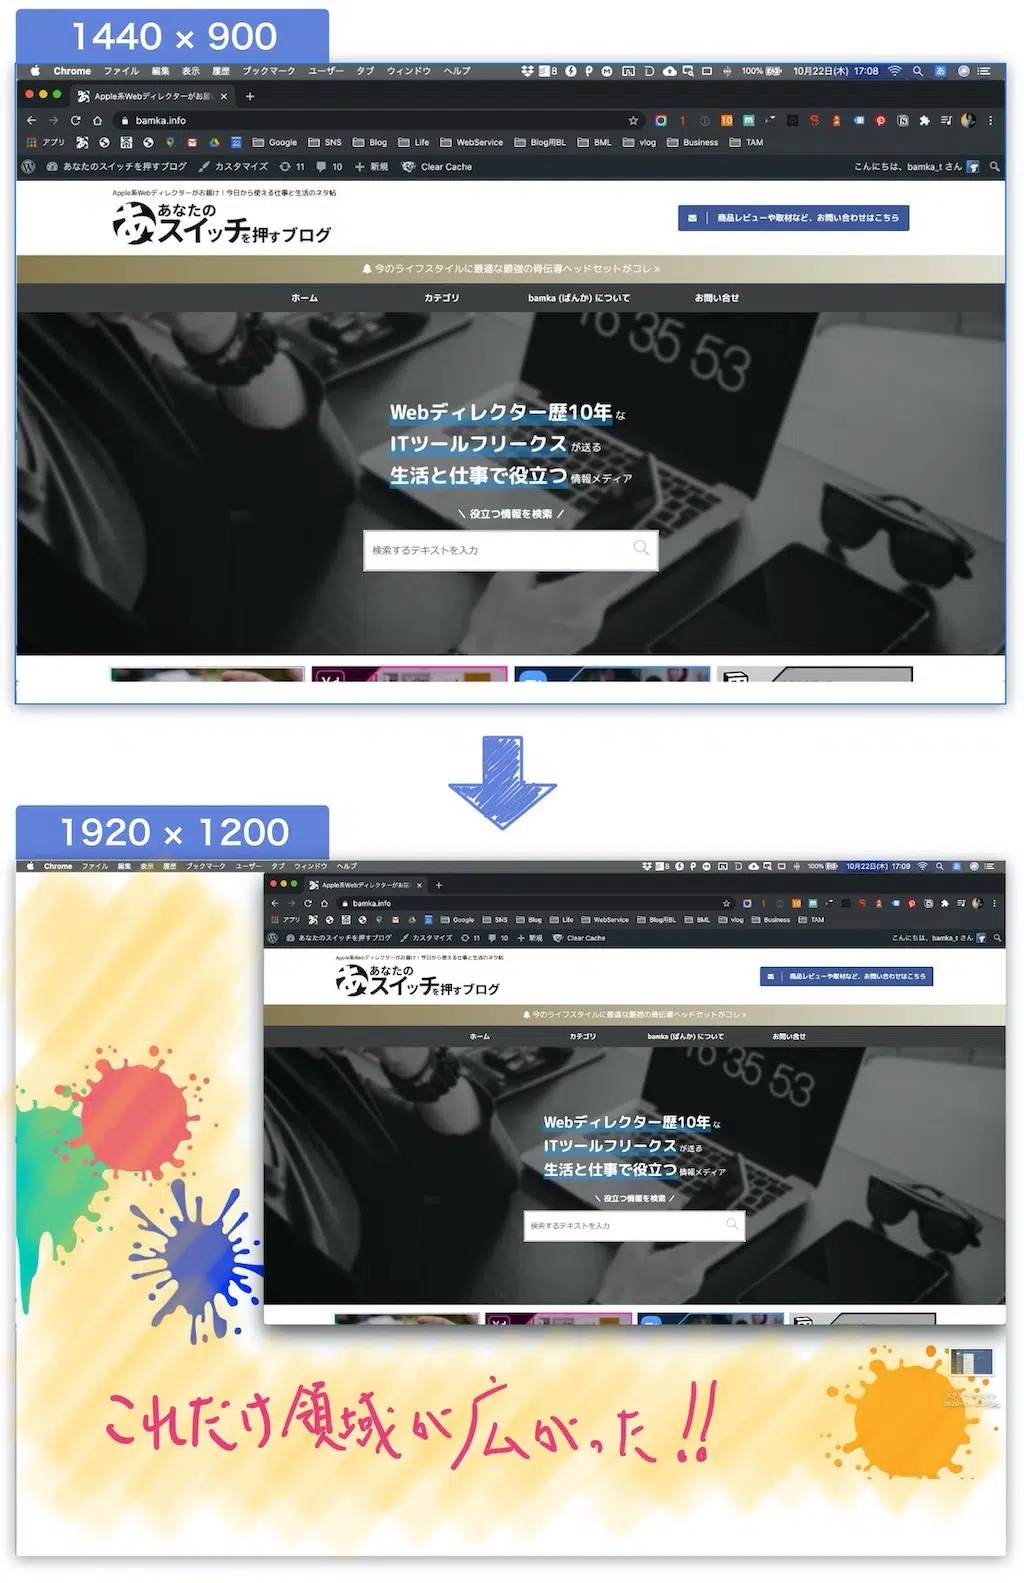 1440 × 900
Chrome ファイル 編集 表示 履歴 ブックマーク ユーザー タブ ウィンドウ ヘルプ 8 100% 10月22日(木) 17:08 あ
Apple系Webディレクターがお届い
bamka.info
アプリ Google SNS Blog Life WebService Blog用BL BML vlog Business TAM
あなたのスイッチを押すブログ カスタマイズ 11 10 新規 Clear Cache こんにちは、bamka_t さん
Apple系Webディレクターがお届け！今日から使える仕事と生活のネタ帖
あなたの
スイッチを押すブログ
商品レビューや取材など、お問い合わせはこちら
今のライフスタイルに最適な最強の骨伝導ヘッドセットがコレ »
ホーム カテゴリ bamka (ばんか) について お問い合せ
16 35 53
Webディレクター歴10年な
ITツールフリークスが送る
生活と仕事で役立つ情報メディア
\ 役立つ情報を検索 /
検索するテキストを入力
1920 × 1200
Chrome ファイル 編集 表示 履歴 ブックマーク ユーザー タブ ウィンドウ ヘルプ 8 100% 10月22日(木) 17:09 あ
Apple系Webディレクターがお届
bamka.info
アプリ Google SNS Blog Life WebService Blog用BL BML vlog Business TAM
あなたのスイッチを押すブログ カスタマイズ 11 10 新規 Clear Cache こんにちは、bamka_t さん
Apple系Webディレクターがお届け！今日から使える仕事と生活のネタ帖
あなたの
スイッチを押すブログ
商品レビューや取材など、お問い合わせはこちら
今のライフスタイルに最適な最強の骨伝導ヘッドセットがコレ »
ホーム カテゴリ bamka (ばんか) について お問い合せ
16 35 53
Webディレクター歴10年な
ITツールフリークスが送る
生活と仕事で役立つ情報メディア
\ 役立つ情報を検索 /
検索するテキストを入力
これだけ領域が広がった!!